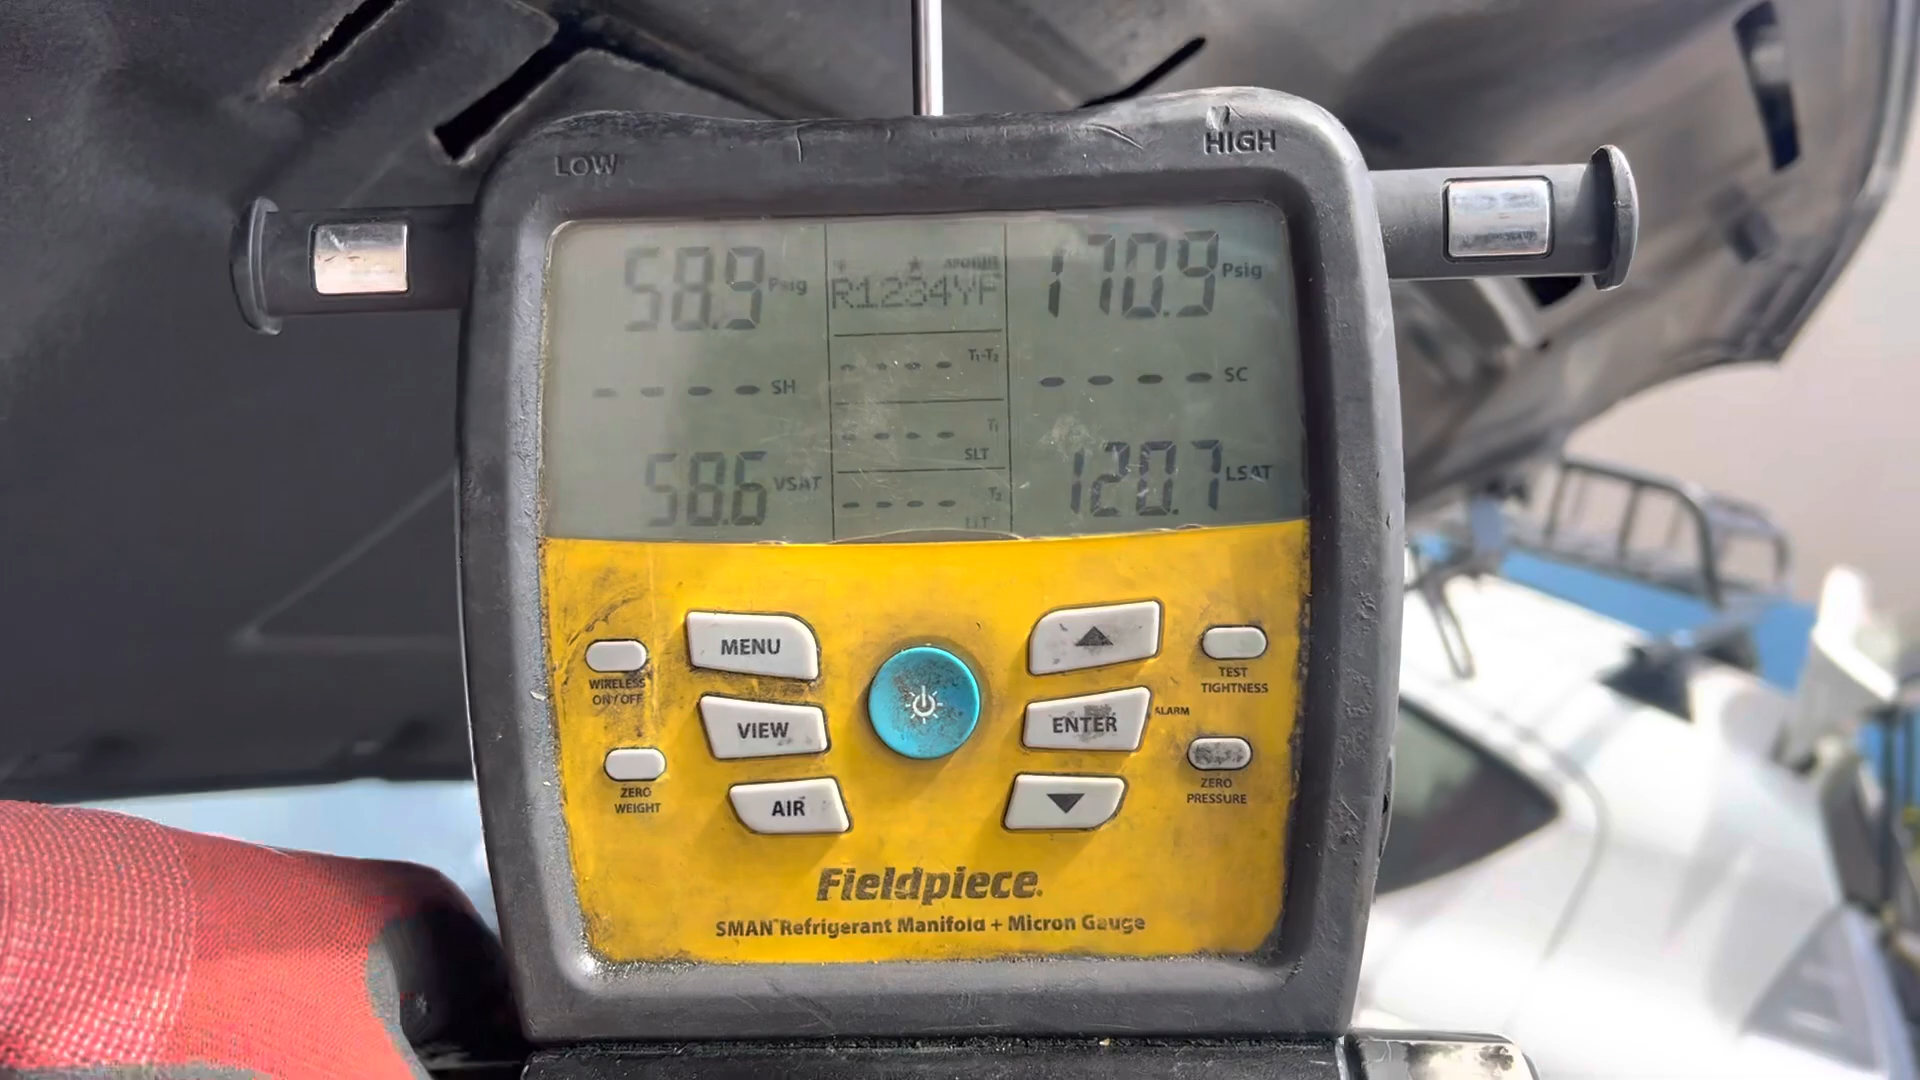 LOW
HIGH
58.9 Psig
R1234YF
170.9 Psig
T1-T2
SH
SC
T1
SLT
58.6 VSAT
120.7 LSAT
T2
LLT
MENU
WIRELESS
ON / OFF
TEST
TIGHTNESS
VIEW
ENTER
ALARM
ZERO
WEIGHT
AIR
ZERO
PRESSURE
Fieldpiece
SMAN™ Refrigerant Manifold + Micron Gauge